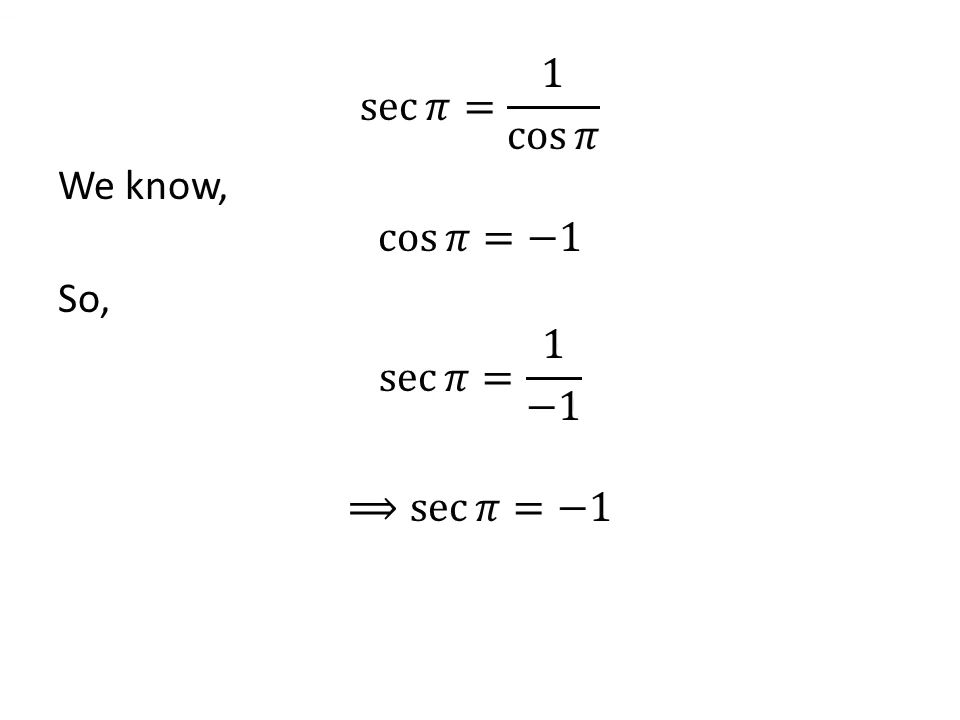 sec π = 1/cos π
We know,
cos π = −1
So,
sec π = 1/−1
⟹ sec π = −1